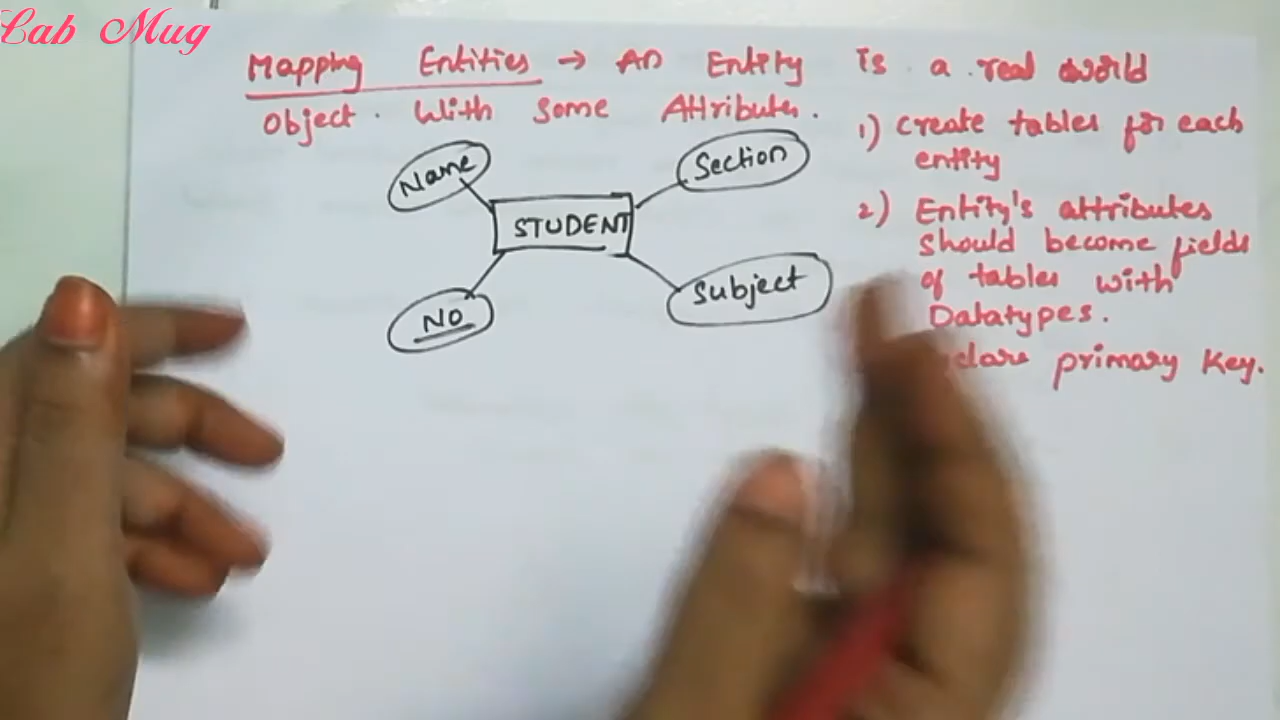 Lab Mug
Mapping Entities → An Entity is a real world
object. With some Attributes.
1) create tables for each
entity
2) Entity's attributes
should become fields
of tables with
Datatypes.
primary key.
Name
Section
STUDENT
NO
Subject